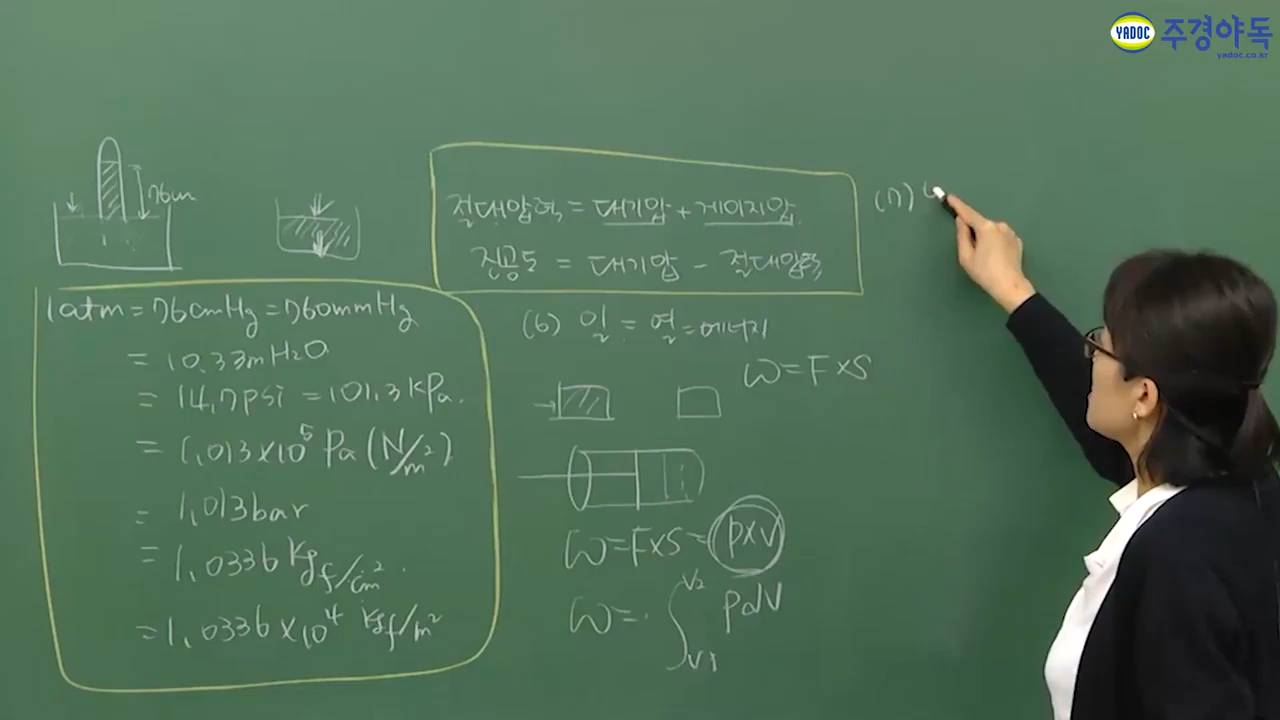 YADOC 주경야독
yadoc.co.kr
76cm
절대압력 = 대기압 + 게이지압
진공도 = 대기압 - 절대압력
1atm = 76cmHg = 760mmHg
= 10.33mH₂O
= 14.7psi = 101.3KPa.
= 1.013×10⁵ Pa (N/m²)
= 1.013bar
= 1.0336 Kgf/cm².
= 1.0336×10⁴ Kgf/m²
(6) 일 = 열 = 에너지
W=F×S
W=F×S=P×V
W=∫V₁V₂ PdV
(7)